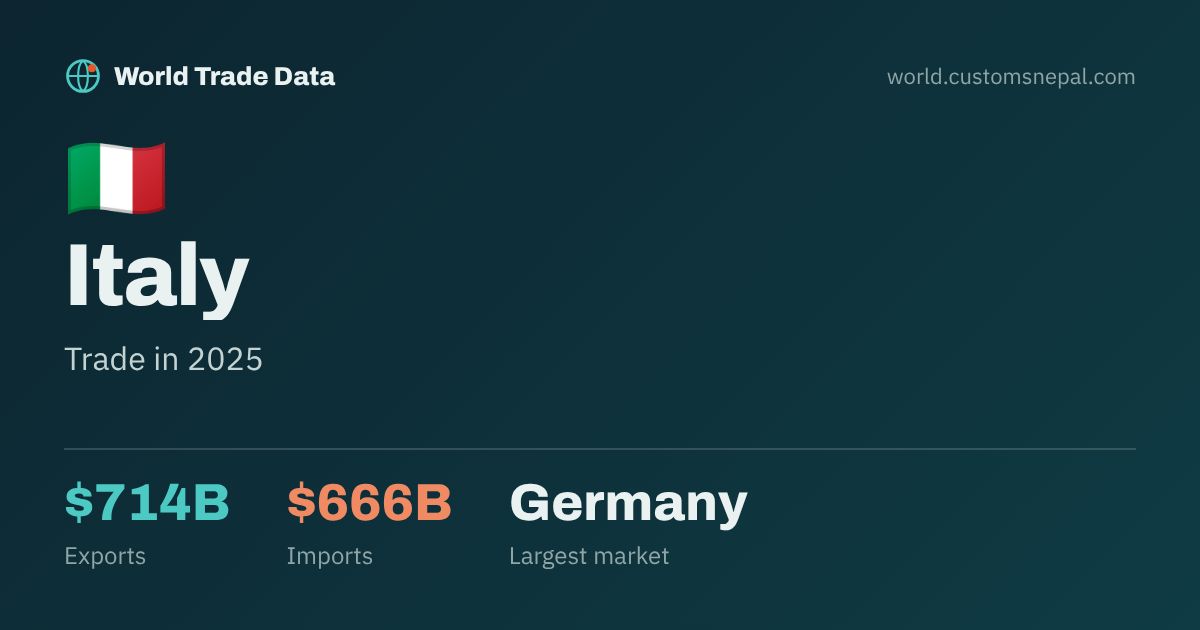 World Trade Data
world.customsnepal.com
Italy
Trade in 2025
$714B
$666B
Germany
Exports
Imports
Largest market